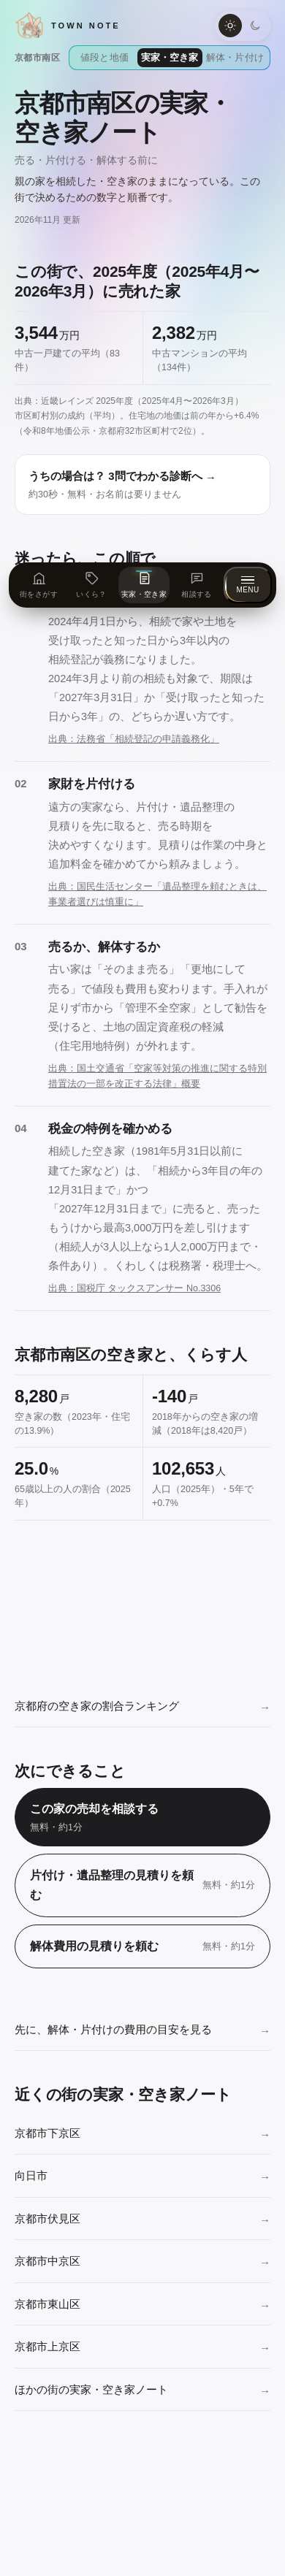 TOWN NOTE
京都市南区
値段と地価
実家・空き家
解体・片付け
京都市南区の実家・
空き家ノート
売る・片付ける・解体する前に
親の家を相続した・空き家のままになっている。この
街で決めるための数字と順番です。
2026年11月 更新
この街で、2025年度（2025年4月〜
2026年3月）に売れた家
3,544万円
中古一戸建ての平均（83
件）
2,382万円
中古マンションの平均
（134件）
出典：近畿レインズ 2025年度（2025年4月〜2026年3月）
市区町村別の成約（平均）。住宅地の地価は前の年から+6.4%
（令和8年地価公示・京都府32市区町村で2位）。
うちの場合は？ 3問でわかる診断へ →
約30秒・無料・お名前は要りません
迷ったら、この順で
街をさがす
いくら？
実家・空き家
相談する
MENU
2024年4月1日から、相続で家や土地を
受け取ったと知った日から3年以内の
相続登記が義務になりました。
2024年3月より前の相続も対象で、期限は
「2027年3月31日」か「受け取ったと知った
日から3年」の、どちらか遅い方です。
出典：法務省「相続登記の申請義務化」
02 家財を片付ける
遠方の実家なら、片付け・遺品整理の
見積りを先に取ると、売る時期を
決めやすくなります。見積りは作業の中身と
追加料金を確かめてから頼みましょう。
出典：国民生活センター「遺品整理を頼むときは、
事業者選びは慎重に」
03 売るか、解体するか
古い家は「そのまま売る」「更地にして
売る」で値段も費用も変わります。手入れが
足りず市から「管理不全空家」として勧告を
受けると、土地の固定資産税の軽減
（住宅用地特例）が外れます。
出典：国土交通省「空家等対策の推進に関する特別
措置法の一部を改正する法律」概要
04 税金の特例を確かめる
相続した空き家（1981年5月31日以前に
建てた家など）は、「相続から3年目の年の
12月31日まで」かつ
「2027年12月31日まで」に売ると、売った
もうけから最高3,000万円を差し引けます
（相続人が3人以上なら1人2,000万円まで・
条件あり）。くわしくは税務署・税理士へ。
出典：国税庁 タックスアンサー No.3306
京都市南区の空き家と、くらす人
8,280戸
空き家の数（2023年・住宅
の13.9%）
-140戸
2018年からの空き家の増
減（2018年は8,420戸）
25.0%
65歳以上の人の割合（2025
年）
102,653人
人口（2025年）・5年で
+0.7%
京都府の空き家の割合ランキング →
次にできること
この家の売却を相談する
無料・約1分
片付け・遺品整理の見積りを頼
む
無料・約1分
解体費用の見積りを頼む 無料・約1分
先に、解体・片付けの費用の目安を見る →
近くの街の実家・空き家ノート
京都市下京区 →
向日市 →
京都市伏見区 →
京都市中京区 →
京都市東山区 →
京都市上京区 →
ほかの街の実家・空き家ノート →